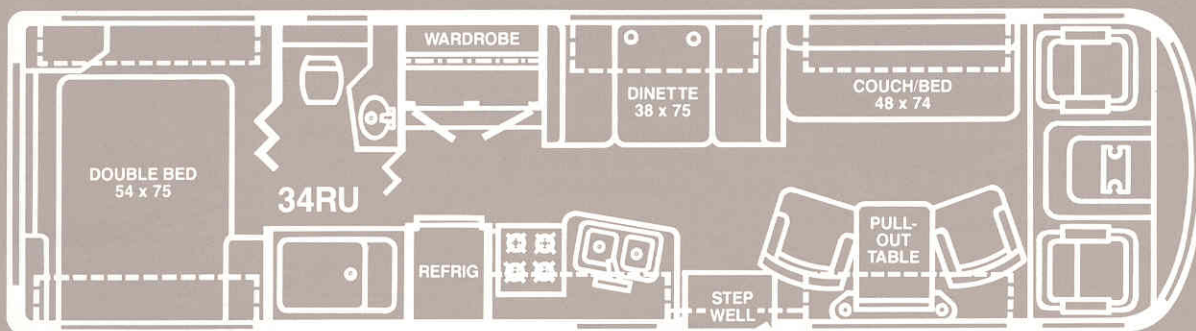 WARDROBE
DINETTE
38 x 75
COUCH/BED
48 x 74
DOUBLE BED
54 x 75
34RU
REFRIG
STEP
WELL
PULL-
OUT
TABLE